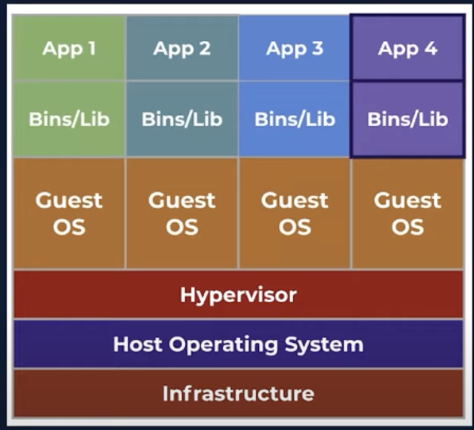 App 1 App 2 App 3 App 4
Bins/Lib Bins/Lib Bins/Lib Bins/Lib
Guest Guest Guest Guest
OS OS OS OS
Hypervisor
Host Operating System
Infrastructure